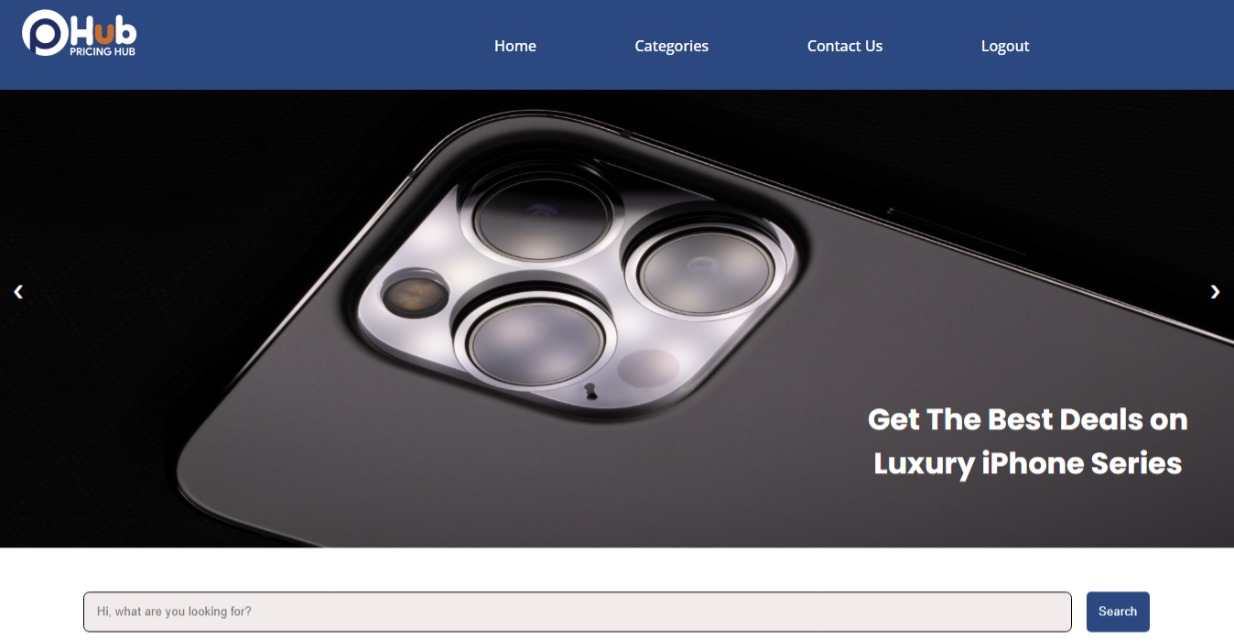 PHub
PRICING HUB
Home
Categories
Contact Us
Logout
Get The Best Deals on
Luxury iPhone Series
Hi, what are you looking for?
Search